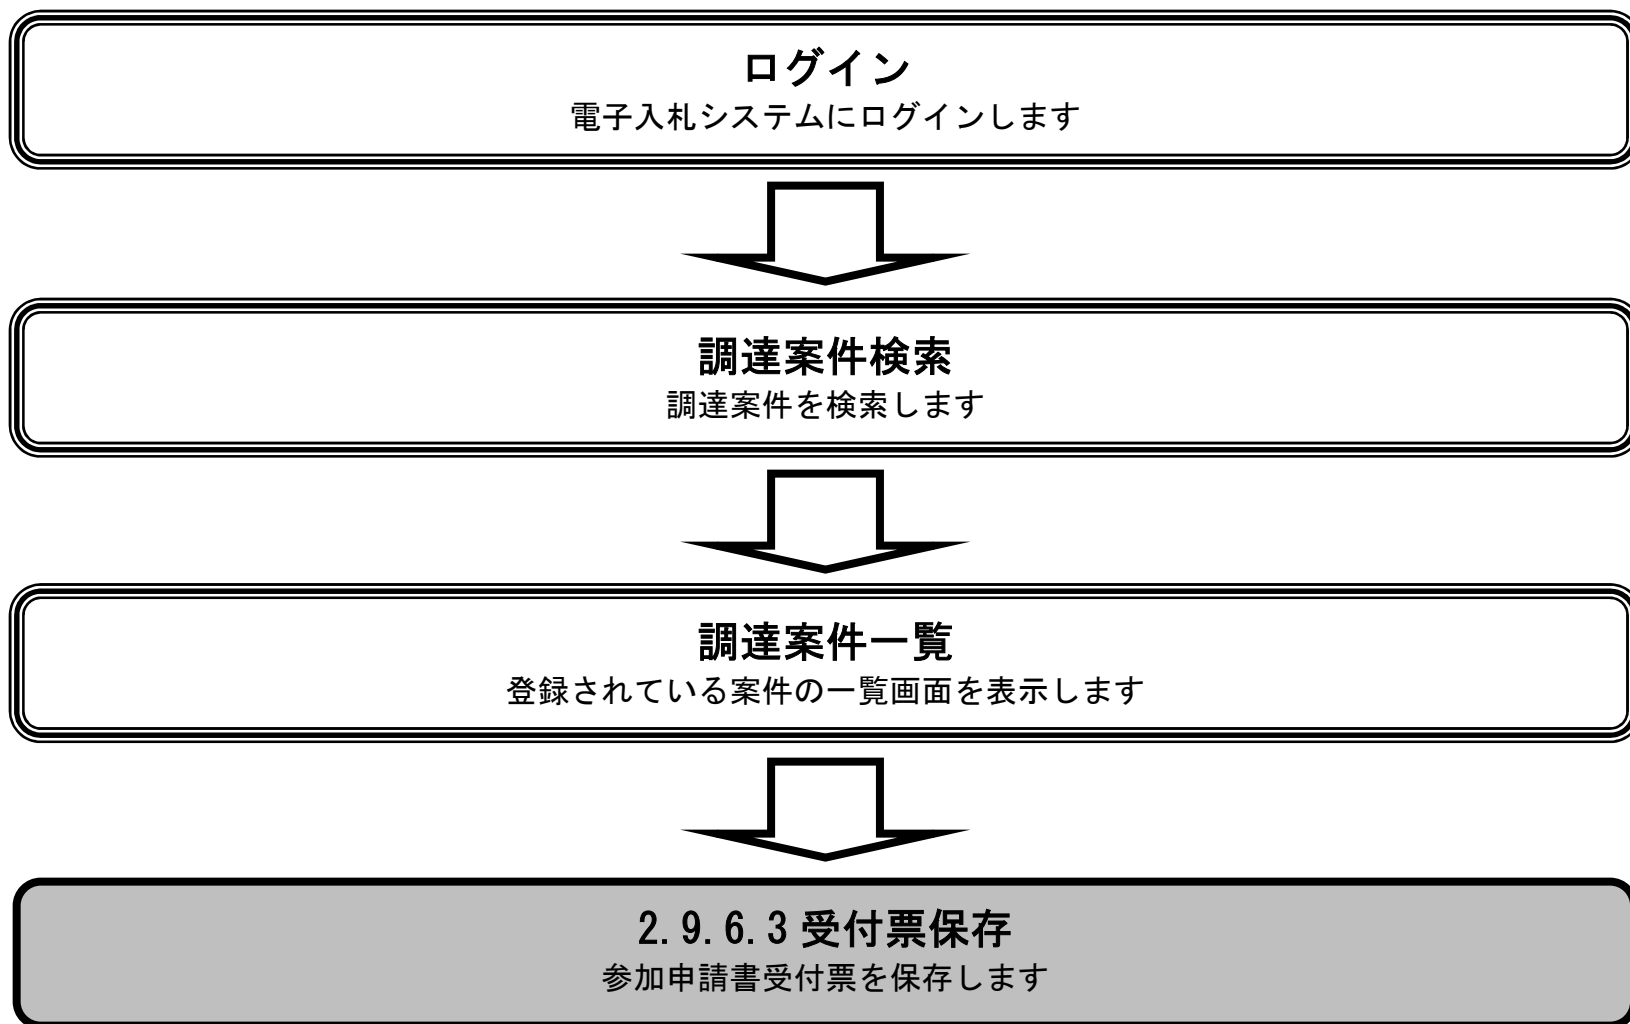 ログイン
電子入札システムにログインします
調達案件検索
調達案件を検索します
調達案件一覧
登録されている案件の一覧画面を表示します
2.9.6.3 受付票保存
参加申請書受付票を保存します